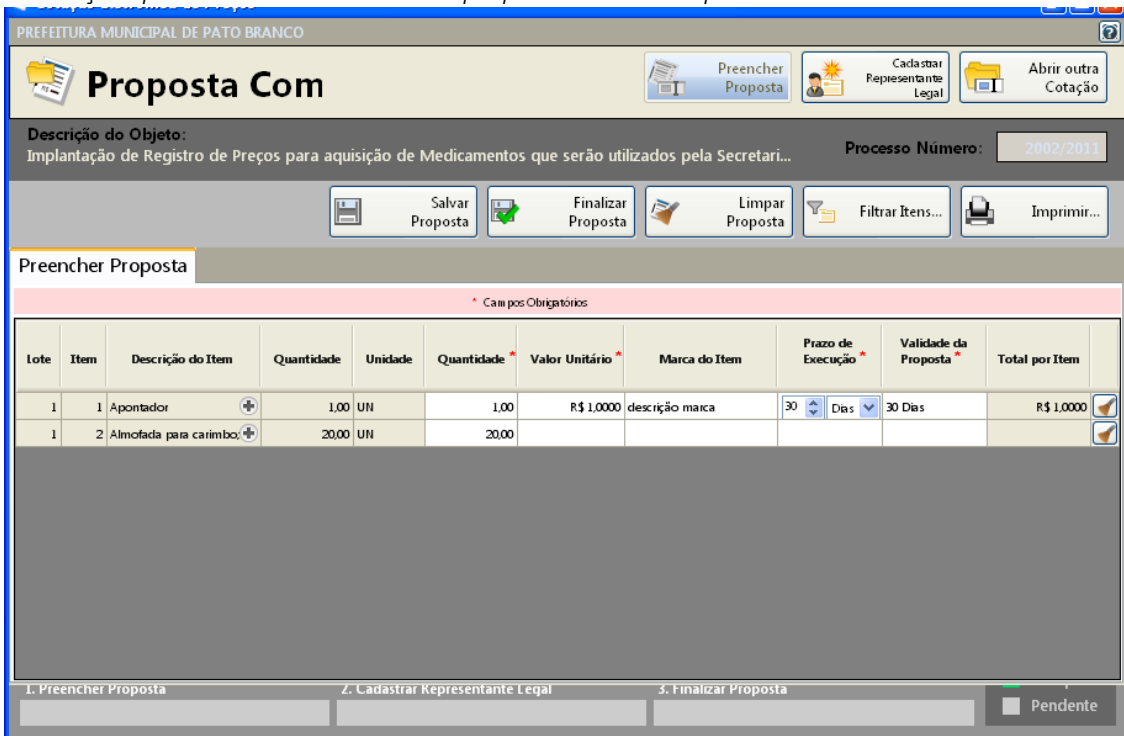 PREFEITURA MUNICIPAL DE PATO BRANCO
Proposta Com
Preencher
Proposta
Cadastrar
Representante
Legal
Abrir outra
Cotação
Descrição do Objeto:
Implantação de Registro de Preços para aquisição de Medicamentos que serão utilizados pela Secretari...
Processo Número:
2002/2011
Salvar
Proposta
Finalizar
Proposta
Limpar
Proposta
Filtrar Itens...
Imprimir...
Preencher Proposta
* Campos Obrigatórios
Lote Item Descrição do Item Quantidade Unidade Quantidade * Valor Unitário * Marca do Item Prazo de Execução * Validade da Proposta * Total por Item
1 1 Apontador 1,00 UN 1,00 R$ 1,0000 descrição marca 30 Dias 30 Dias R$ 1,0000
1 2 Almofada para carimbo; 20,00 UN 20,00
1. Preencher Proposta 2. Cadastrar Representante Legal 3. Finalizar Proposta
Pendente